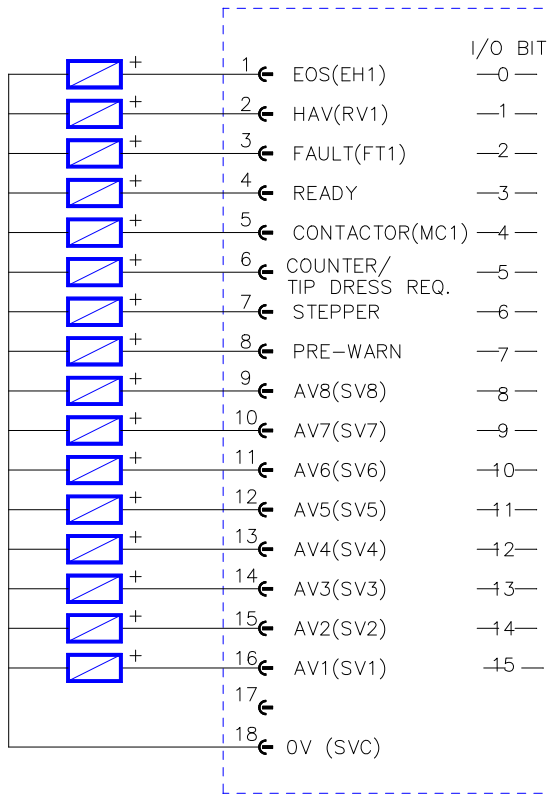 I/O BIT
+ 1 EOS(EH1) 0
+ 2 HAV(RV1) 1
+ 3 FAULT(FT1) 2
+ 4 READY 3
+ 5 CONTACTOR(MC1) 4
+ 6 COUNTER/ 5
TIP DRESS REQ.
+ 7 STEPPER 6
+ 8 PRE-WARN 7
+ 9 AV8(SV8) 8
+ 10 AV7(SV7) 9
+ 11 AV6(SV6) 10
+ 12 AV5(SV5) 11
+ 13 AV4(SV4) 12
+ 14 AV3(SV3) 13
+ 15 AV2(SV2) 14
+ 16 AV1(SV1) 15
17
18 0V (SVC)